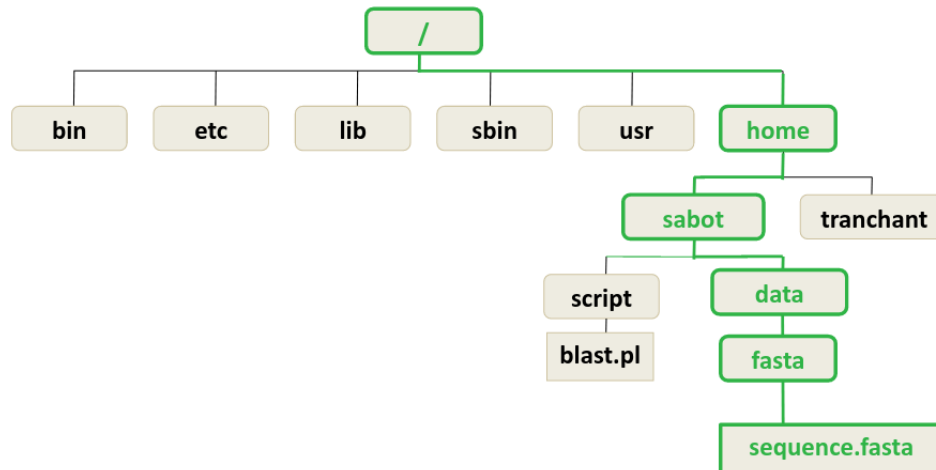 /
bin etc lib sbin usr home
sabot tranchant
script data
blast.pl fasta
sequence.fasta